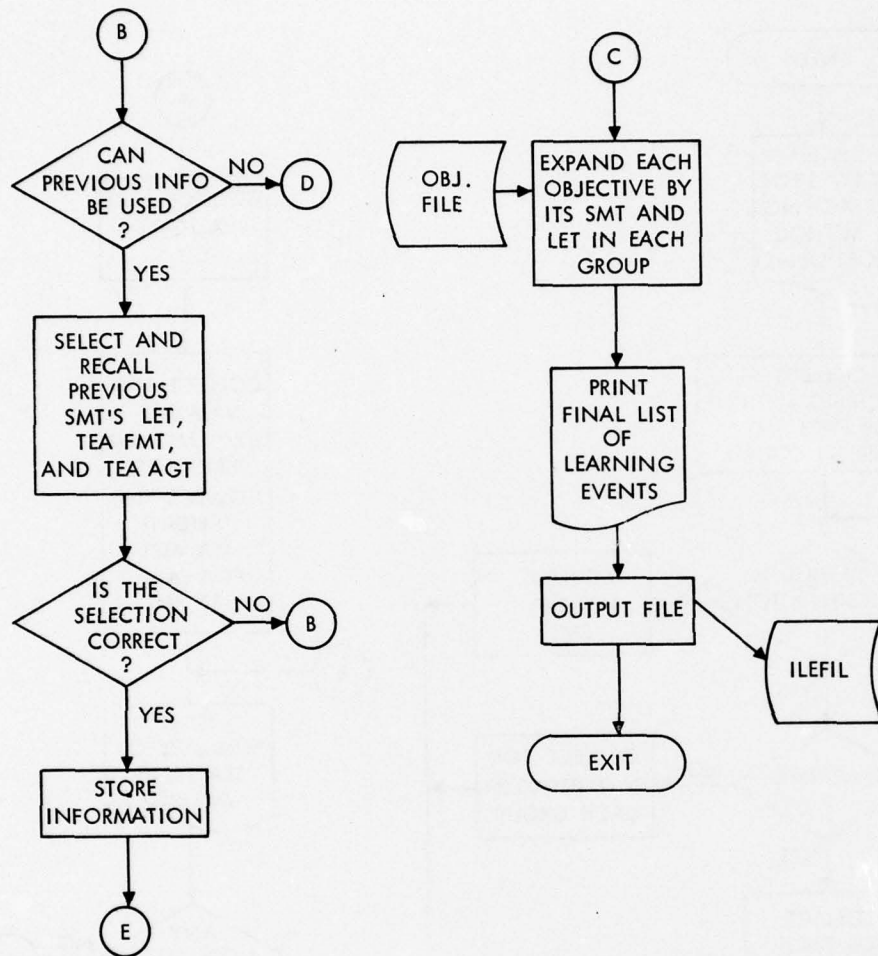 B
CAN
PREVIOUS INFO
BE USED
?
NO
D
YES
SELECT AND
RECALL
PREVIOUS
SMT'S LET,
TEA FMT,
AND TEA AGT
IS THE
SELECTION
CORRECT
?
NO
B
YES
STORE
INFORMATION
E
C
OBJ.
FILE
EXPAND EACH
OBJECTIVE BY
ITS SMT AND
LET IN EACH
GROUP
PRINT
FINAL LIST
OF
LEARNING
EVENTS
OUTPUT FILE
ILEFIL
EXIT